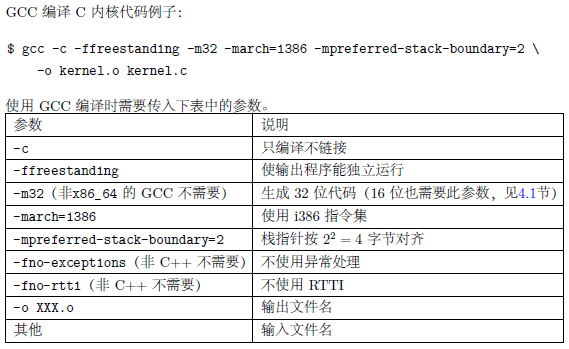 GCC 编译 C 内核代码例子:
$ gcc -c -ffreestanding -m32 -march=i386 -mpreferred-stack-boundary=2 \
-o kernel.o kernel.c
使用 GCC 编译时需要传入下表中的参数。
参数 说明
-c 只编译不链接
-ffreestanding 使输出程序能独立运行
-m32（非x86_64 的 GCC 不需要） 生成 32 位代码（16 位也需要此参数，见4.1节）
-march=i386 使用 i386 指令集
-mpreferred-stack-boundary=2 栈指针按 2² = 4 字节对齐
-fno-exceptions（非 C++ 不需要） 不使用异常处理
-fno-rtti（非 C++ 不需要） 不使用 RTTI
-o XXX.o 输出文件名
其他 输入文件名